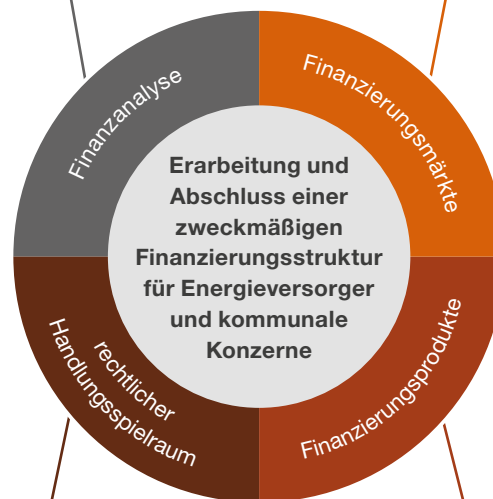 Finanzanalyse
Finanzierungsmärkte
Erarbeitung und
Abschluss einer
zweckmäßigen
Finanzierungsstruktur
für Energieversorger
und kommunale
Konzerne
rechtlicher
Handlungsspielraum
Finanzierungsprodukte